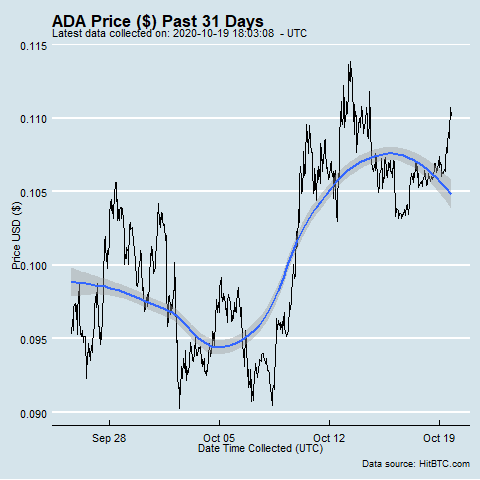 ADA Price ($) Past 31 Days
Latest data collected on: 2020-10-19 18:03:08 - UTC
0.115
0.110
0.105
0.100
0.095
0.090
Price USD ($)
Sep 28
Oct 05
Oct 12
Oct 19
Date Time Collected (UTC)
Data source: HitBTC.com